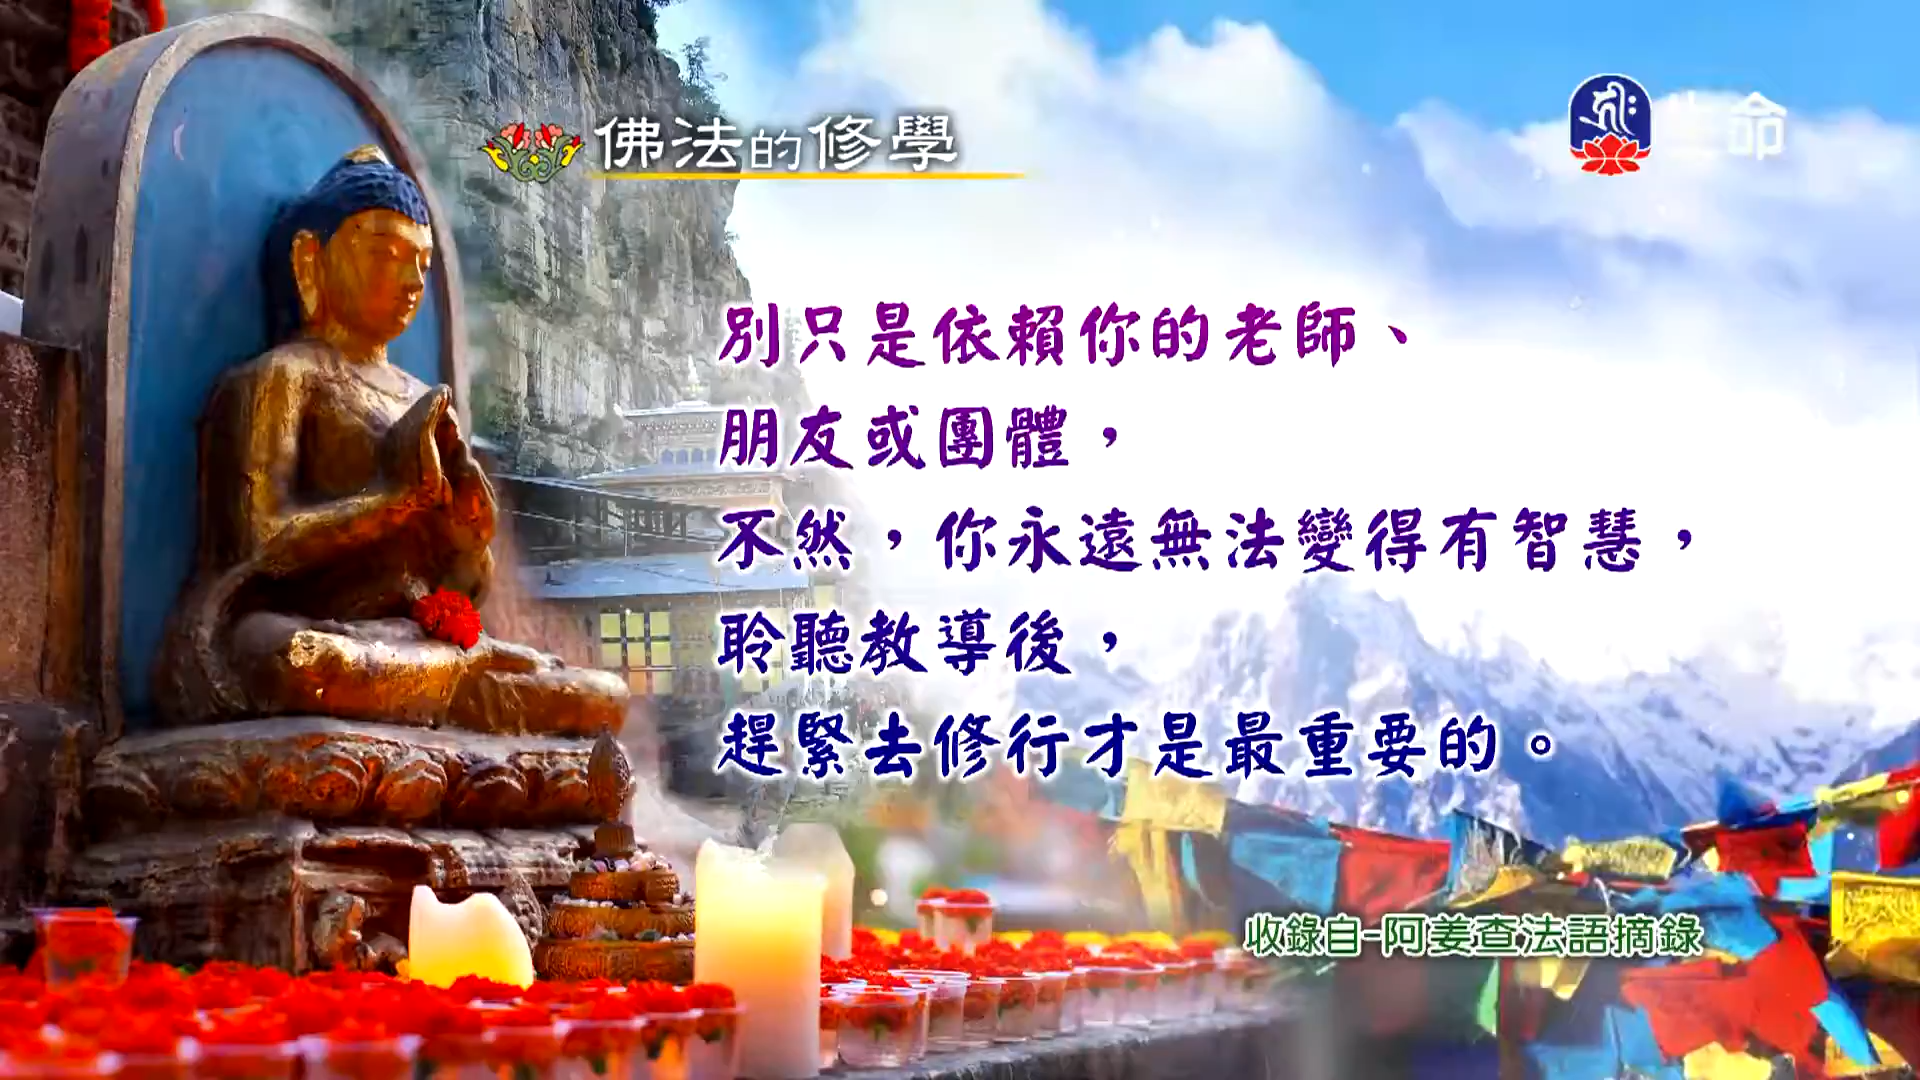 佛法的修學
生命
別只是依賴你的老師、
朋友或團體，
不然，你永遠無法變得有智慧，
聆聽教導後，
趕緊去修行才是最重要的。
收錄自-阿姜查法語摘錄